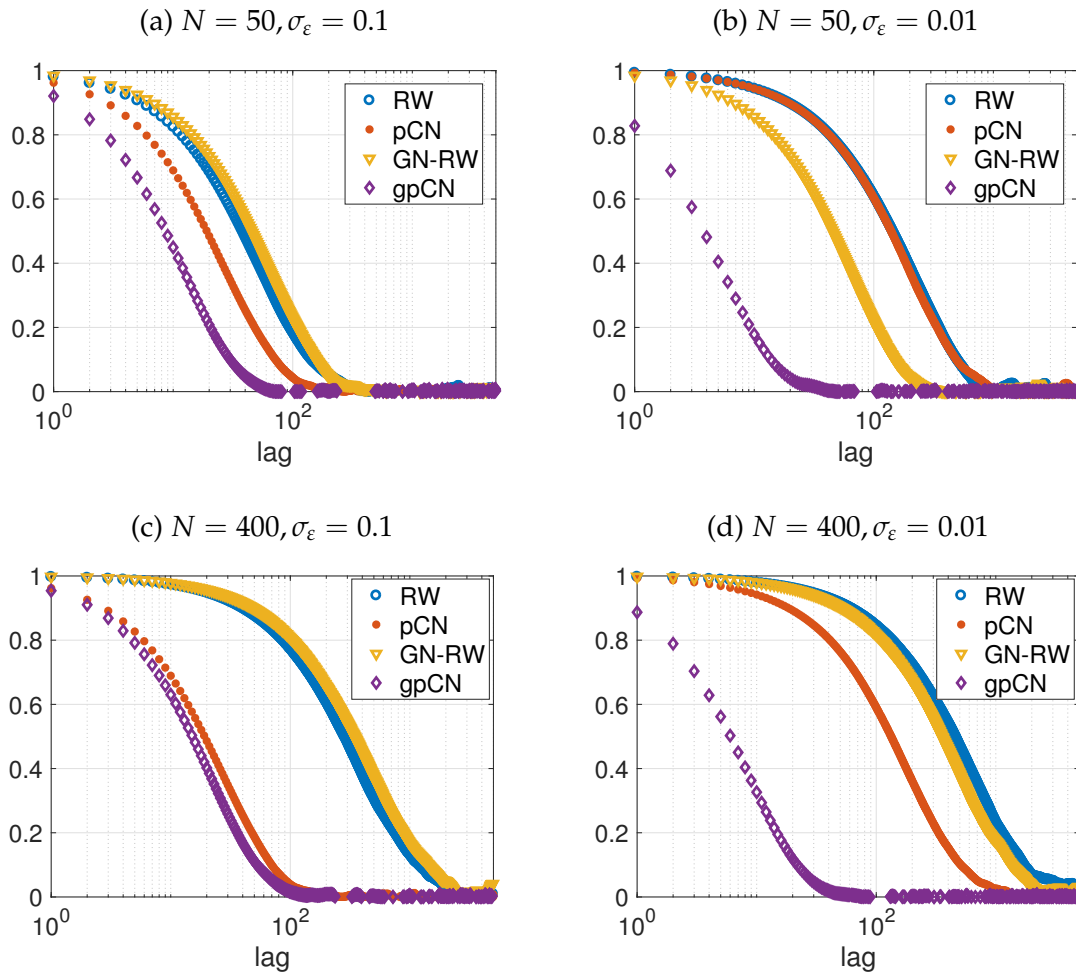 (a) N = 50, σ_ε = 0.1
1
0.8
0.6
0.4
0.2
0
10^0
10^2
lag
RW
pCN
GN-RW
gpCN
(b) N = 50, σ_ε = 0.01
1
0.8
0.6
0.4
0.2
0
10^0
10^2
lag
RW
pCN
GN-RW
gpCN
(c) N = 400, σ_ε = 0.1
1
0.8
0.6
0.4
0.2
0
10^0
10^2
lag
RW
pCN
GN-RW
gpCN
(d) N = 400, σ_ε = 0.01
1
0.8
0.6
0.4
0.2
0
10^0
10^2
lag
RW
pCN
GN-RW
gpCN